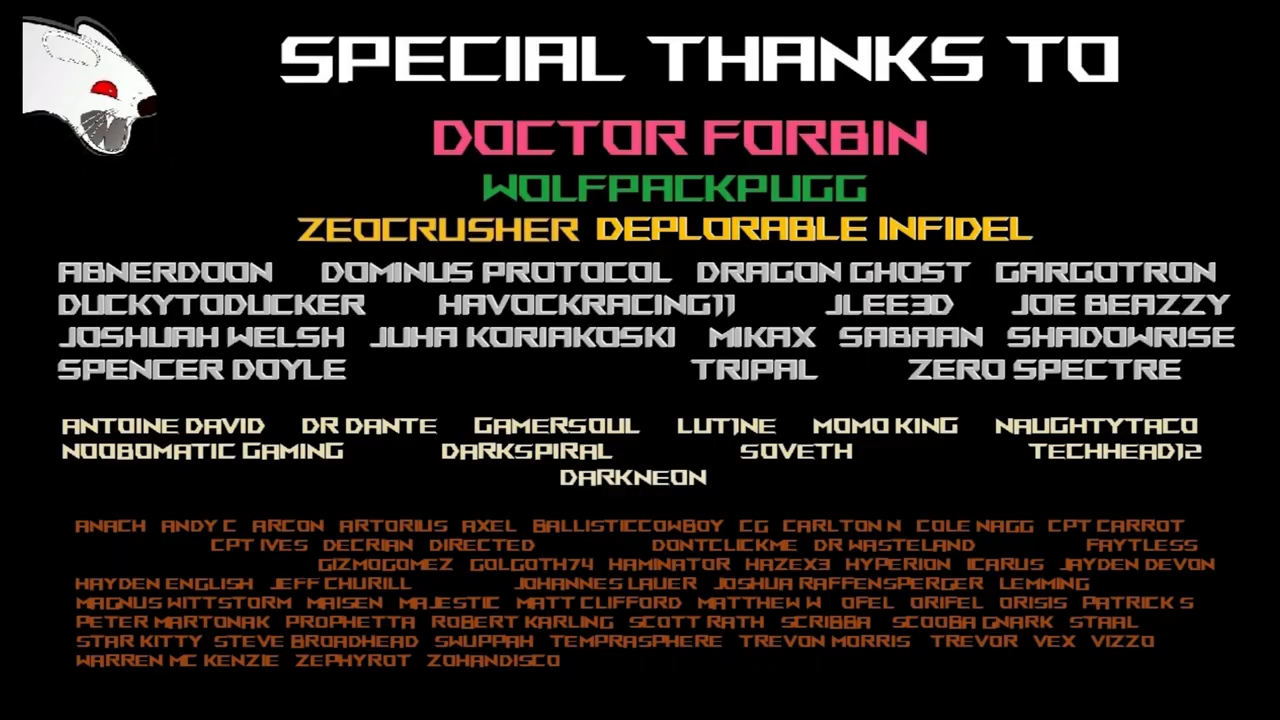 SPECIAL THANKS TO
DOCTOR FORBIN
WOLFPACKPUGG
ZEOCRUSHER DEPLORABLE INFIDEL
ABNERDOON DOMINUS PROTOCOL DRAGON GHOST GARGOTRON
DUCKYTODUCKER HAVOCKRACING11 JLEE3D JOE BEAZZY
JOSHUAH WELSH JUHA KORIAKOSKI MIKAX SABAAN SHADOWRISE
SPENCER DOYLE TRIPAL ZERO SPECTRE
ANTOINE DAVID DR DANTE GAMERSOUL LUT1NE MOMO KING NAUGHTYTACO
NOOBOMATIC GAMING DARKSPIRAL SOVETH TECHHEAD12
DARKNEON
ANACH ANDY C ARCON ARTORIUS AXEL BALLISTICCOWBOY CG CARLTON N COLE NAGG CPT CARROT
CPT IVES DECRIAN DIRECTED DONTCLICKME DR WASTELAND FAYTLESS
GIZMOGOMEZ GOLGOTH74 HAMINATOR HAZEX3 HYPERION ICARUS JAYDEN DEVON
HAYDEN ENGLISH JEFF CHURILL JOHANNES LAUER JOSHUA RAFFENSPERGER LEMMING
MAGNUS WITTSTORM MAISEN MAJESTIC MATT CLIFFORD MATTHEW W OFEL ORIFEL ORISIS PATRICK S
PETER MARTONAK PROPHETTA ROBERT KARLING SCOTT RATH SCRIBBA SCOOBA GNARK STAAL
STAR KITTY STEVE BROADHEAD SWUPPAH TEMPRASPHERE TREVON MORRIS TREVOR VEX VIZZO
WARREN MC KENZIE ZEPHYROT ZOHANDISCO